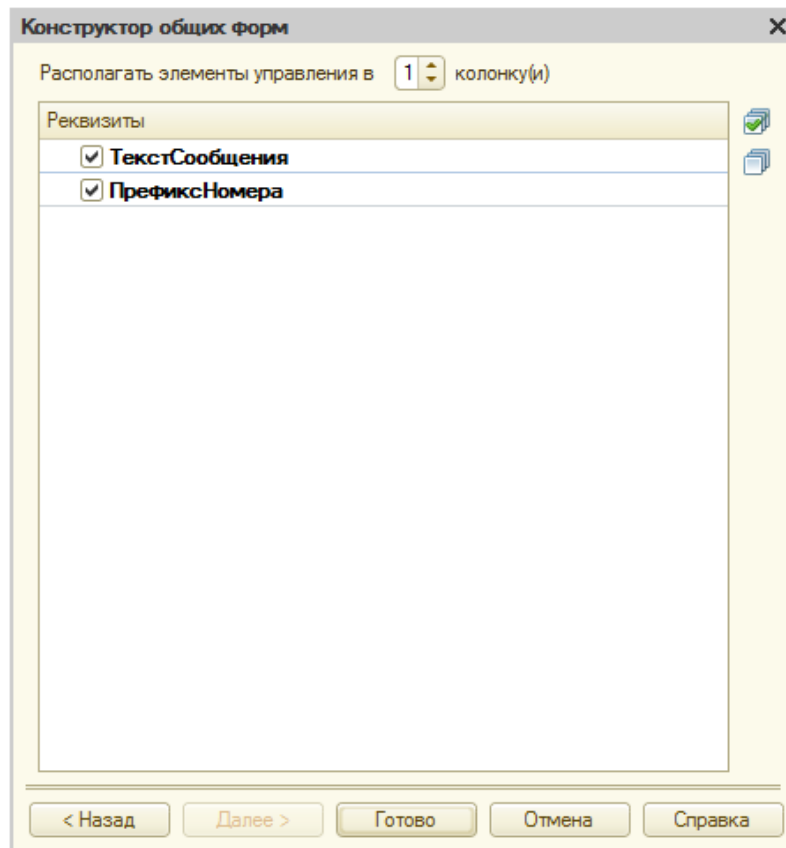 Конструктор общих форм
Располагать элементы управления в 1 колонку(и)
Реквизиты
ТекстСообщения
ПрефиксНомера
< Назад Далее > Готово Отмена Справка